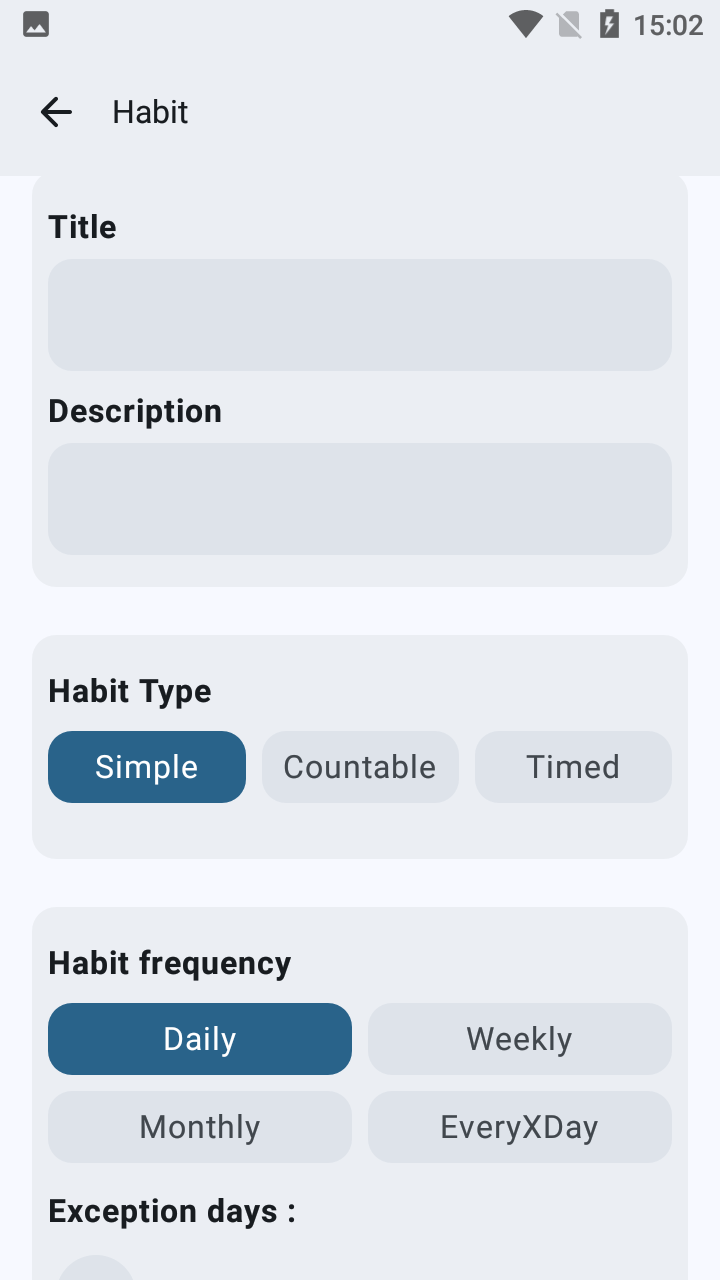 15:02
Habit
Title
Description
Habit Type
Simple Countable Timed
Habit frequency
Daily Weekly
Monthly EveryXDay
Exception days :